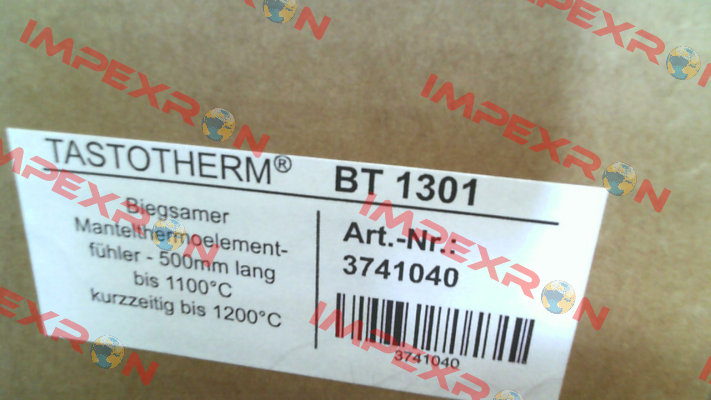 TASTOTHERM® BT 1301
Biegsamer
Mantelthermoelement-
fühler - 500mm lang
bis 1100°C
kurzzeitig bis 1200°C
Art.-Nr.:
3741040
3741040
IMPEXRON
IMPEXRON
IMPEXRON
IMPEXRON
IMPEXRON
IMPEXRON
IMPEXRON